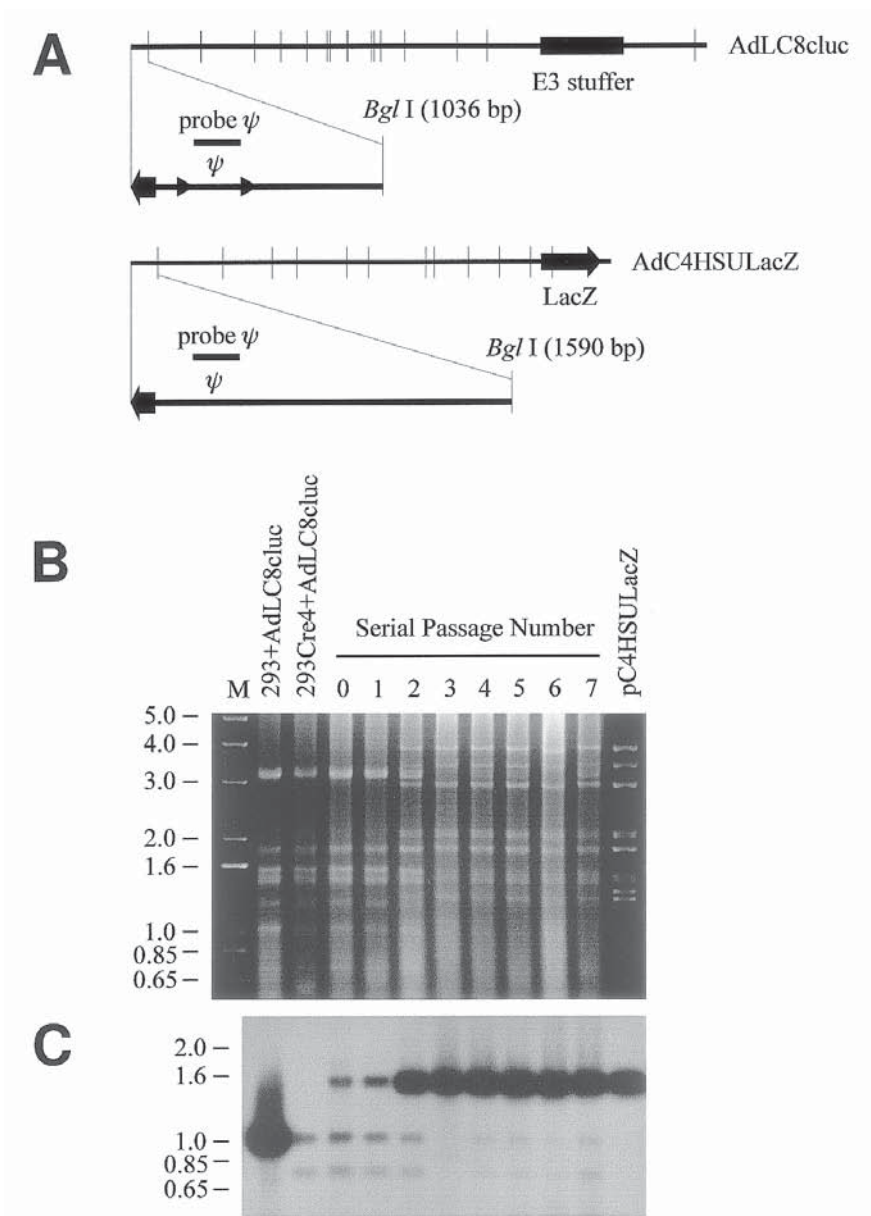 A
AdLC8cluc
E3 stuffer
Bgl I (1036 bp)
probe ψ
ψ
AdC4HSULacZ
LacZ
probe ψ
Bgl I (1590 bp)
ψ
B
293+AdLC8cluc
293Cre4+AdLC8cluc
Serial Passage Number
pC4HSULacZ
M 0 1 2 3 4 5 6 7
5.0
4.0
3.0
2.0
1.6
1.0
0.85
0.65
C
2.0
1.6
1.0
0.85
0.65